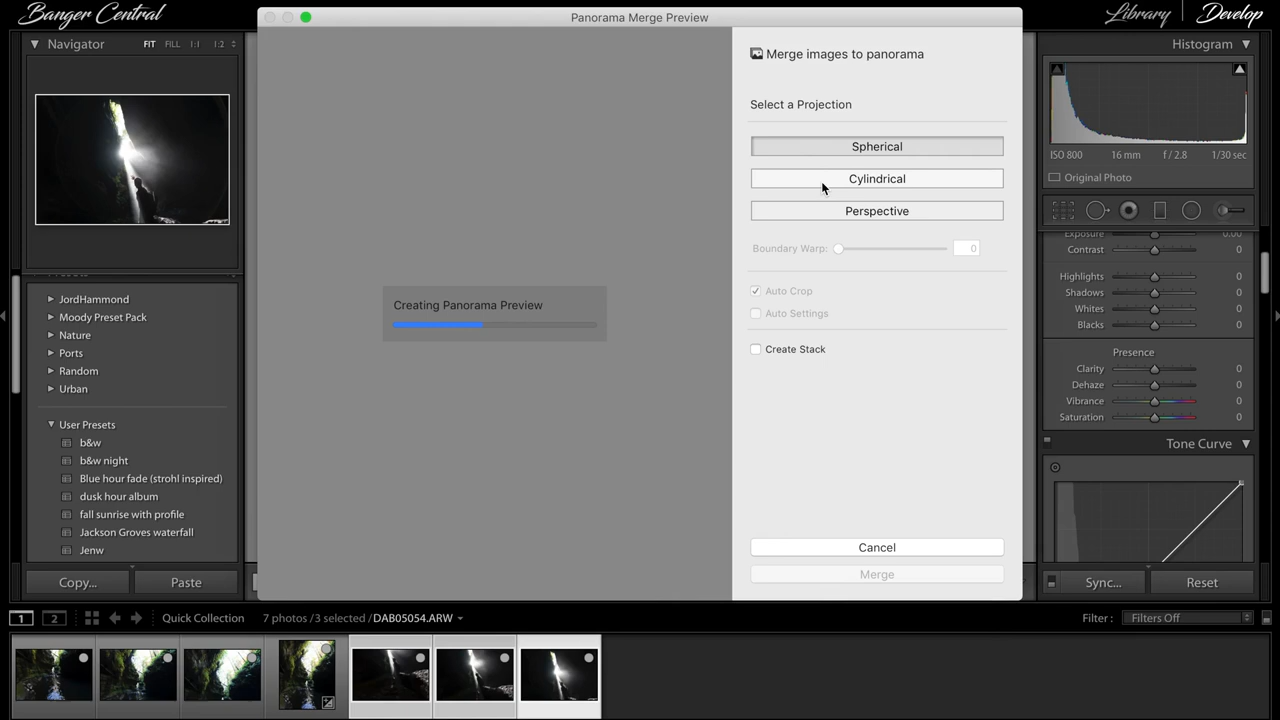 Banger Central
Library | Develop
Panorama Merge Preview
Navigator FIT FILL 1:1 1:2
Histogram
Merge images to panorama
Select a Projection
Spherical
Cylindrical
Perspective
Boundary Warp: 0
Auto Crop
Auto Settings
Create Stack
Cancel
Merge
Creating Panorama Preview
ISO 800 16 mm f / 2.8 1/30 sec
Original Photo
Exposure 0.00
Contrast 0
Highlights 0
Shadows 0
Whites 0
Blacks 0
Presence
Clarity 0
Dehaze 0
Vibrance 0
Saturation 0
Tone Curve
Presets
JordHammond
Moody Preset Pack
Nature
Ports
Random
Urban
User Presets
b&w
b&w night
Blue hour fade (strohl inspired)
dusk hour album
fall sunrise with profile
Jackson Groves waterfall
Jenw
Copy... Paste
Sync... Reset
1 2 Quick Collection 7 photos /3 selected /DAB05054.ARW
Filter : Filters Off